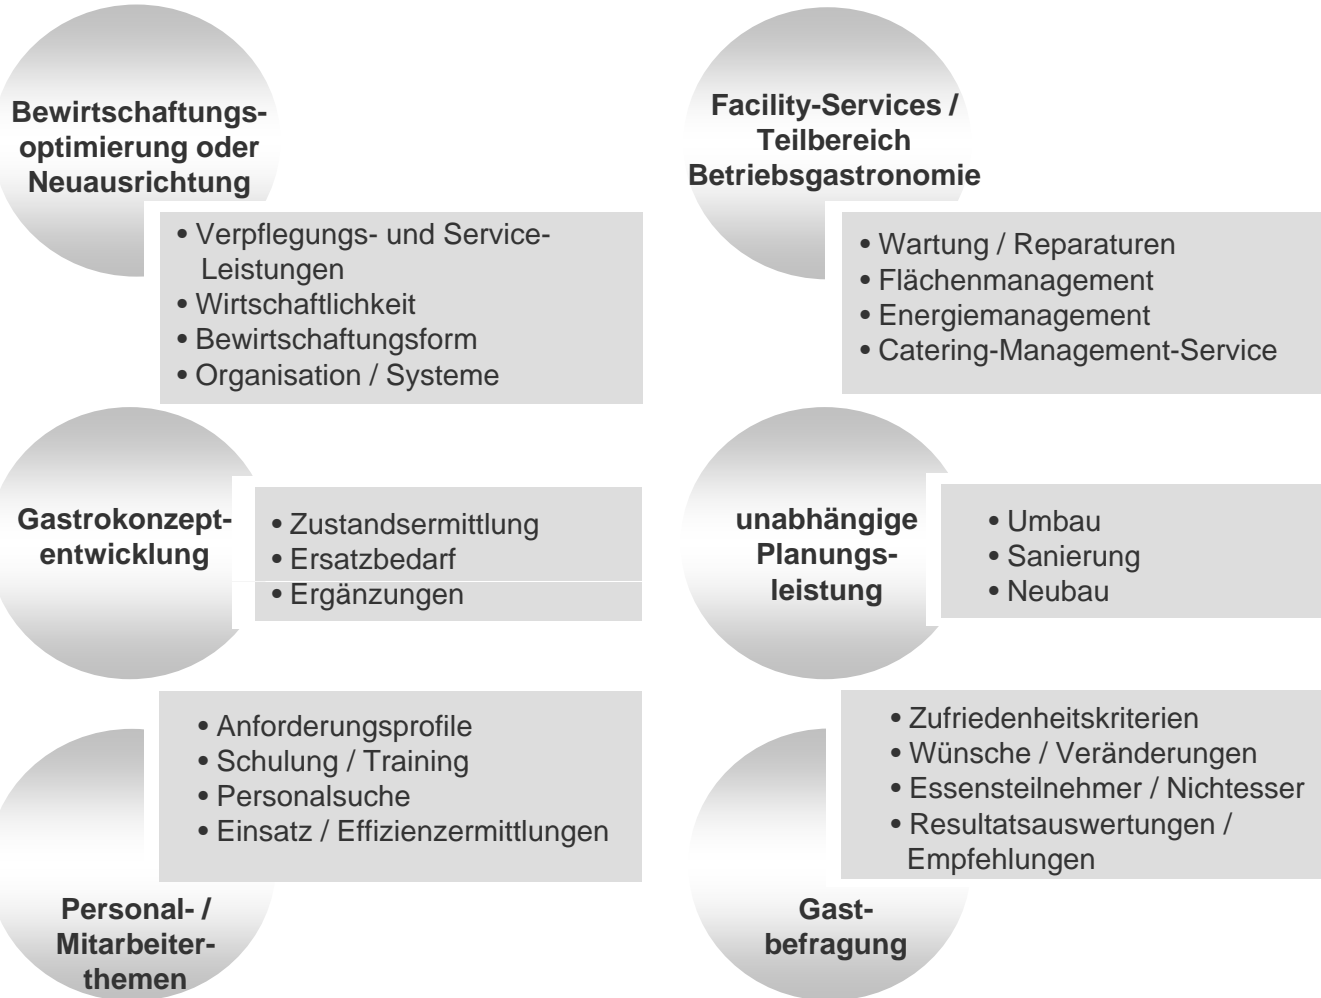 Bewirtschaftungs-
optimierung oder
Neuausrichtung
• Verpflegungs- und Service-
Leistungen
• Wirtschaftlichkeit
• Bewirtschaftungsform
• Organisation / Systeme
Facility-Services /
Teilbereich
Betriebsgastronomie
• Wartung / Reparaturen
• Flächenmanagement
• Energiemanagement
• Catering-Management-Service
Gastrokonzept-
entwicklung
• Zustandsermittlung
• Ersatzbedarf
• Ergänzungen
unabhängige
Planungs-
leistung
• Umbau
• Sanierung
• Neubau
• Anforderungsprofile
• Schulung / Training
• Personalsuche
• Einsatz / Effizienzermittlungen
Personal- /
Mitarbeiter-
themen
• Zufriedenheitskriterien
• Wünsche / Veränderungen
• Essensteilnehmer / Nichtesser
• Resultatsauswertungen /
Empfehlungen
Gast-
befragung